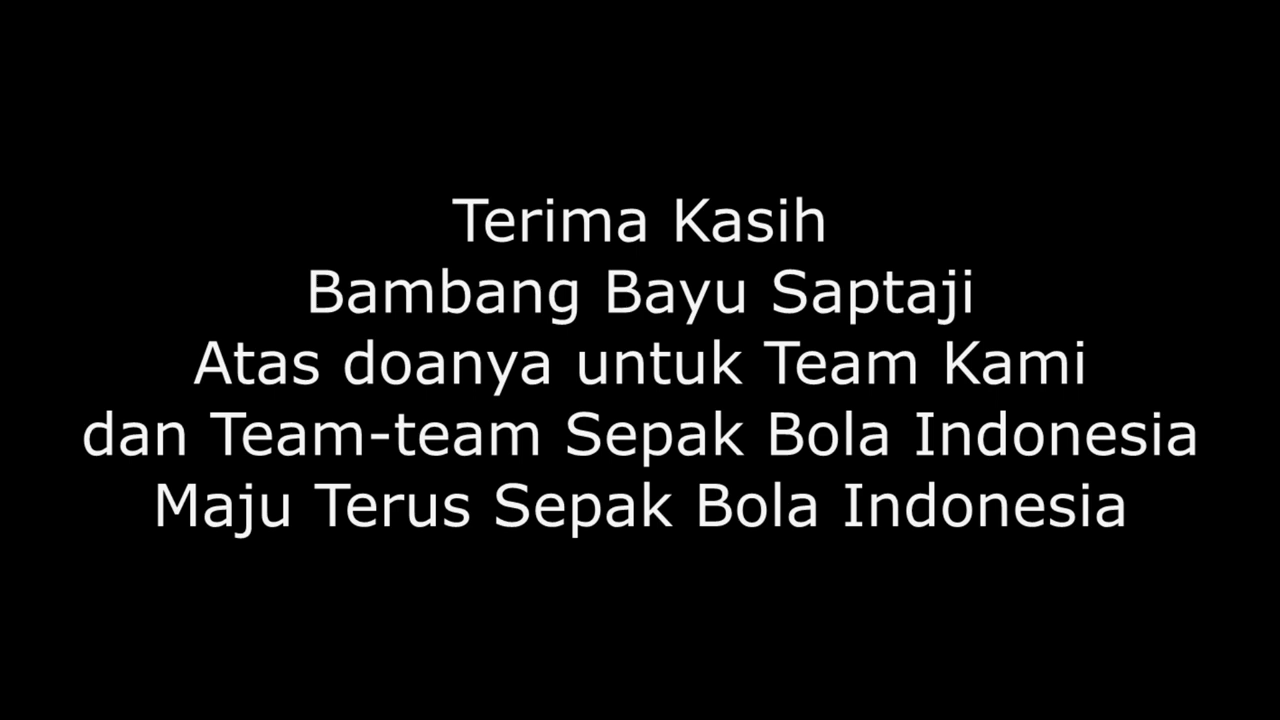 Terima Kasih
Bambang Bayu Saptaji
Atas doanya untuk Team Kami
dan Team-team Sepak Bola Indonesia
Maju Terus Sepak Bola Indonesia